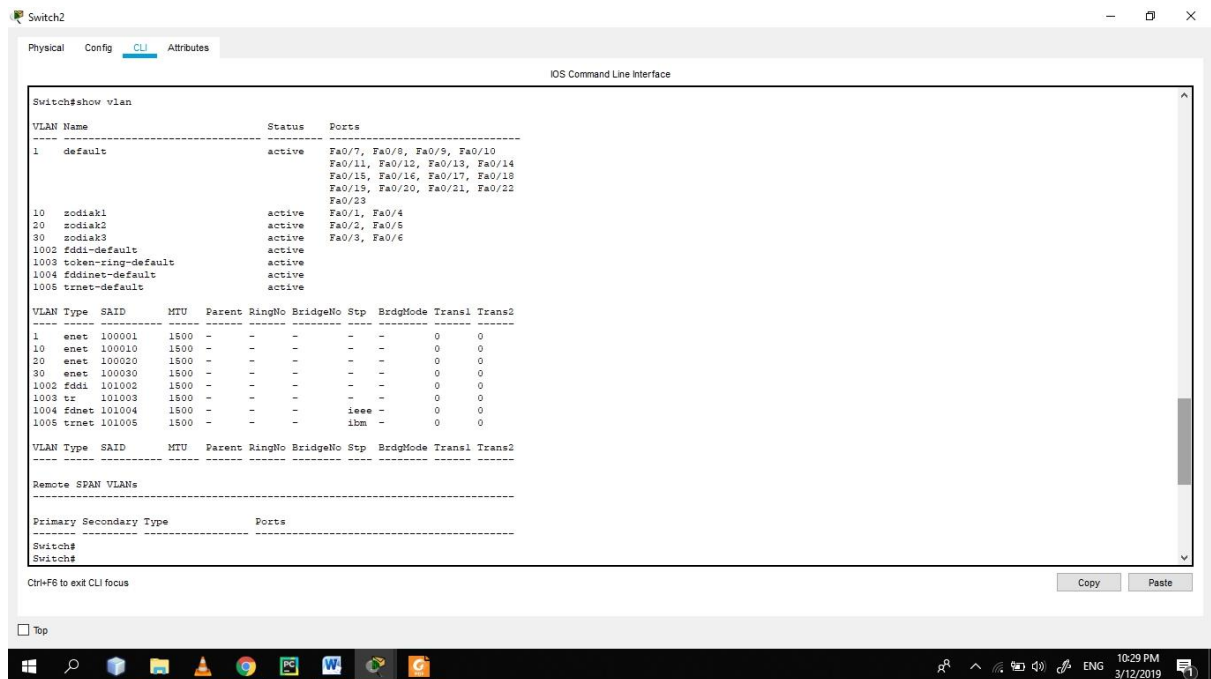 Switch2
Physical Config CLI Attributes
IOS Command Line Interface
Switch#show vlan
VLAN Name                             Status    Ports
---- -------------------------------- --------- -------------------------------
1    default                          active    Fa0/7, Fa0/8, Fa0/9, Fa0/10
                                                Fa0/11, Fa0/12, Fa0/13, Fa0/14
                                                Fa0/15, Fa0/16, Fa0/17, Fa0/18
                                                Fa0/19, Fa0/20, Fa0/21, Fa0/22
                                                Fa0/23
10   zodiak1                          active    Fa0/1, Fa0/4
20   zodiak2                          active    Fa0/2, Fa0/5
30   zodiak3                          active    Fa0/3, Fa0/6
1002 fddi-default                     active
1003 token-ring-default               active
1004 fddinet-default                  active
1005 trnet-default                    active
VLAN Type  SAID       MTU   Parent RingNo BridgeNo Stp  BrdgMode Trans1 Trans2
---- ----- ---------- ----- ------ ------ -------- ---- -------- ------ ------
1    enet  100001     1500  -      -      -        -    -        0      0
10   enet  100010     1500  -      -      -        -    -        0      0
20   enet  100020     1500  -      -      -        -    -        0      0
30   enet  100030     1500  -      -      -        -    -        0      0
1002 fddi  101002     1500  -      -      -        -    -        0      0
1003 tr    101003     1500  -      -      -        -    -        0      0
1004 fdnet 101004     1500  -      -      -        ieee -        0      0
1005 trnet 101005     1500  -      -      -        ibm  -        0      0
VLAN Type  SAID       MTU   Parent RingNo BridgeNo Stp  BrdgMode Trans1 Trans2
---- ----- ---------- ----- ------ ------ -------- ---- -------- ------ ------
Remote SPAN VLANs
------------------------------------------------------------------------------
Primary Secondary Type              Ports
------- --------- ----------------- ------------------------------------------
Switch#
Switch#
Ctrl+F6 to exit CLI focus
Copy Paste
Top
ENG 10:29 PM
3/12/2019